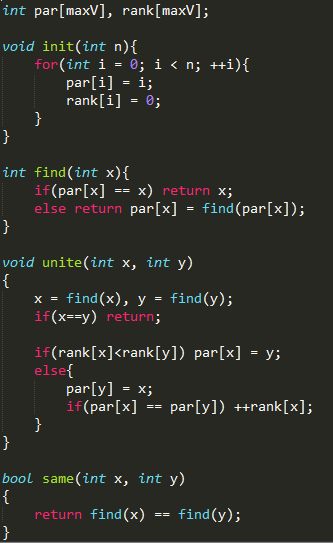 int par[maxV], rank[maxV];

void init(int n){
    for(int i = 0; i < n; ++i){
        par[i] = i;
        rank[i] = 0;
    }
}

int find(int x){
    if(par[x] == x) return x;
    else return par[x] = find(par[x]);
}

void unite(int x, int y)
{
    x = find(x), y = find(y);
    if(x==y) return;

    if(rank[x]<rank[y]) par[x] = y;
    else{
        par[y] = x;
        if(par[x] == par[y]) ++rank[x];
    }
}

bool same(int x, int y)
{
    return find(x) == find(y);
}